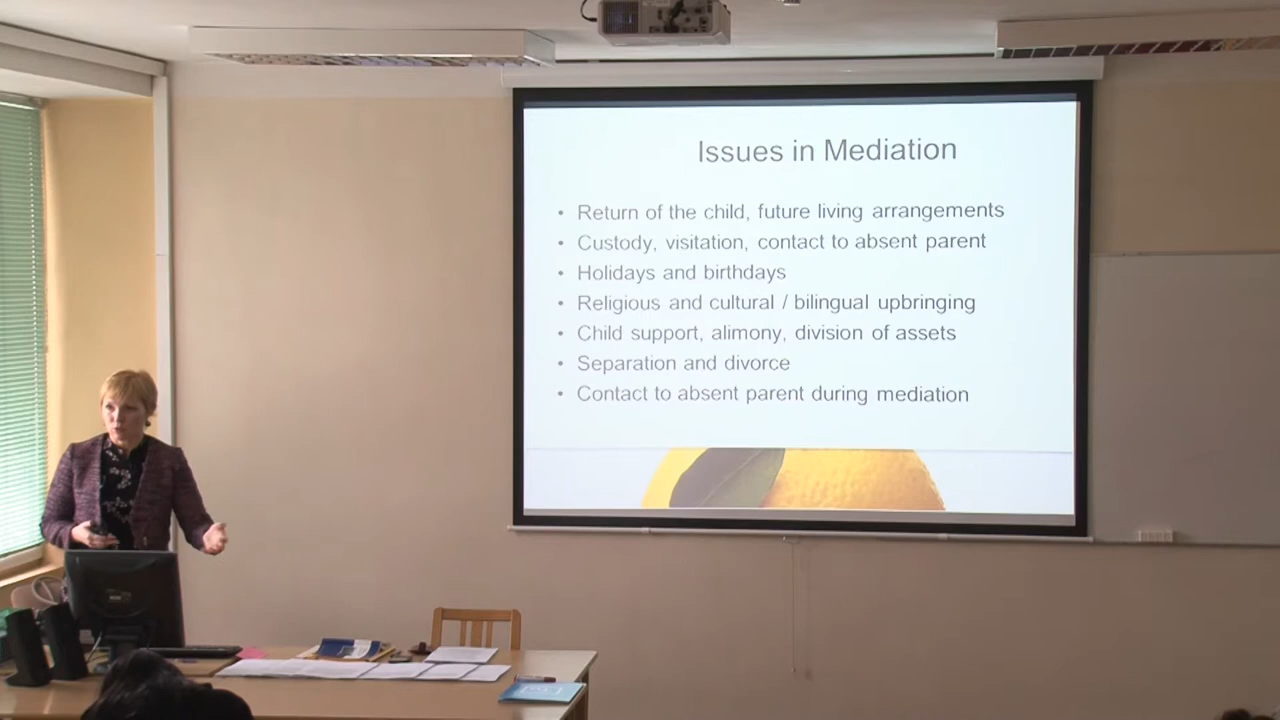 Issues in Mediation
• Return of the child, future living arrangements
• Custody, visitation, contact to absent parent
• Holidays and birthdays
• Religious and cultural / bilingual upbringing
• Child support, alimony, division of assets
• Separation and divorce
• Contact to absent parent during mediation